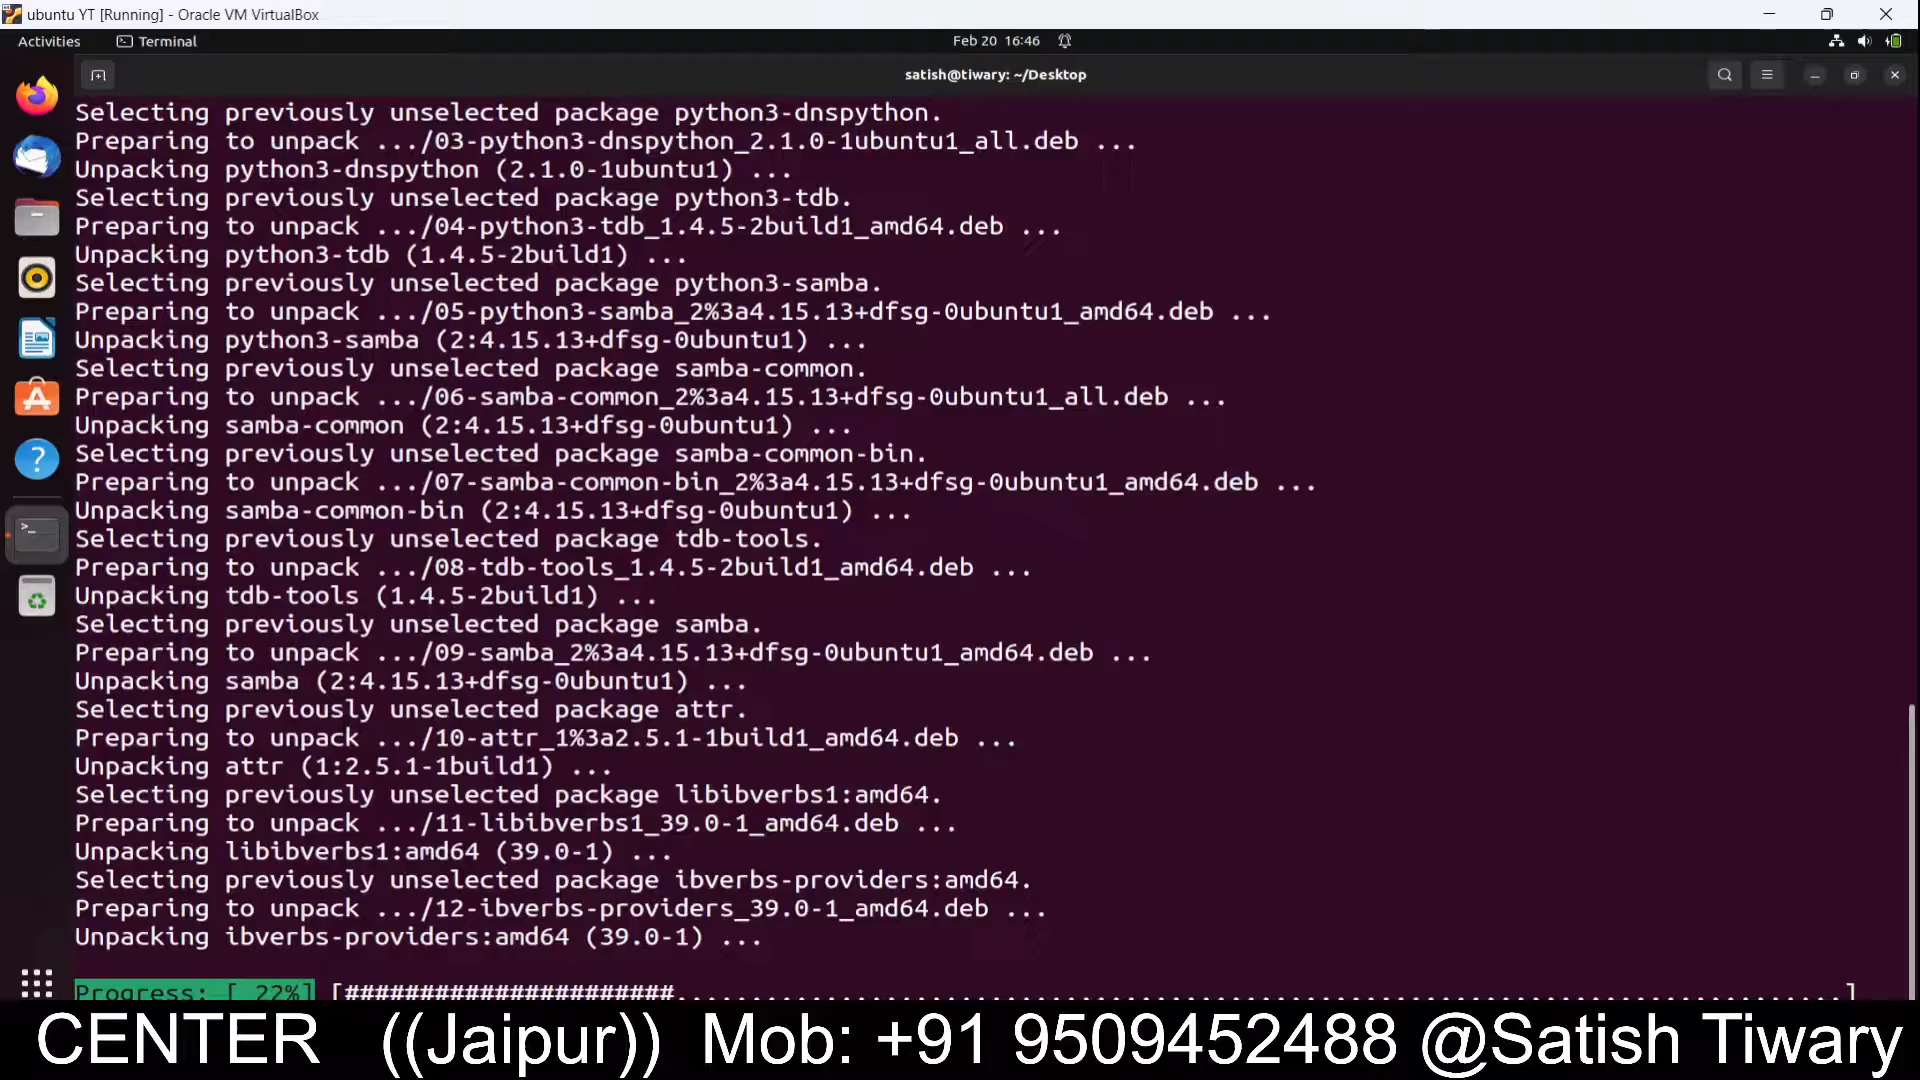 ubuntu YT [Running] - Oracle VM VirtualBox
Activities Terminal Feb 20 16:46
satish@tiwary: ~/Desktop
Selecting previously unselected package python3-dnspython.
Preparing to unpack .../03-python3-dnspython_2.1.0-1ubuntu1_all.deb ...
Unpacking python3-dnspython (2.1.0-1ubuntu1) ...
Selecting previously unselected package python3-tdb.
Preparing to unpack .../04-python3-tdb_1.4.5-2build1_amd64.deb ...
Unpacking python3-tdb (1.4.5-2build1) ...
Selecting previously unselected package python3-samba.
Preparing to unpack .../05-python3-samba_2%3a4.15.13+dfsg-0ubuntu1_amd64.deb ...
Unpacking python3-samba (2:4.15.13+dfsg-0ubuntu1) ...
Selecting previously unselected package samba-common.
Preparing to unpack .../06-samba-common_2%3a4.15.13+dfsg-0ubuntu1_all.deb ...
Unpacking samba-common (2:4.15.13+dfsg-0ubuntu1) ...
Selecting previously unselected package samba-common-bin.
Preparing to unpack .../07-samba-common-bin_2%3a4.15.13+dfsg-0ubuntu1_amd64.deb ...
Unpacking samba-common-bin (2:4.15.13+dfsg-0ubuntu1) ...
Selecting previously unselected package tdb-tools.
Preparing to unpack .../08-tdb-tools_1.4.5-2build1_amd64.deb ...
Unpacking tdb-tools (1.4.5-2build1) ...
Selecting previously unselected package samba.
Preparing to unpack .../09-samba_2%3a4.15.13+dfsg-0ubuntu1_amd64.deb ...
Unpacking samba (2:4.15.13+dfsg-0ubuntu1) ...
Selecting previously unselected package attr.
Preparing to unpack .../10-attr_1%3a2.5.1-1build1_amd64.deb ...
Unpacking attr (1:2.5.1-1build1) ...
Selecting previously unselected package libibverbs1:amd64.
Preparing to unpack .../11-libibverbs1_39.0-1_amd64.deb ...
Unpacking libibverbs1:amd64 (39.0-1) ...
Selecting previously unselected package ibverbs-providers:amd64.
Preparing to unpack .../12-ibverbs-providers_39.0-1_amd64.deb ...
Unpacking ibverbs-providers:amd64 (39.0-1) ...
Progress: [ 22%] [######################..............................................................................]
CENTER ((Jaipur)) Mob: +91 9509452488 @Satish Tiwary